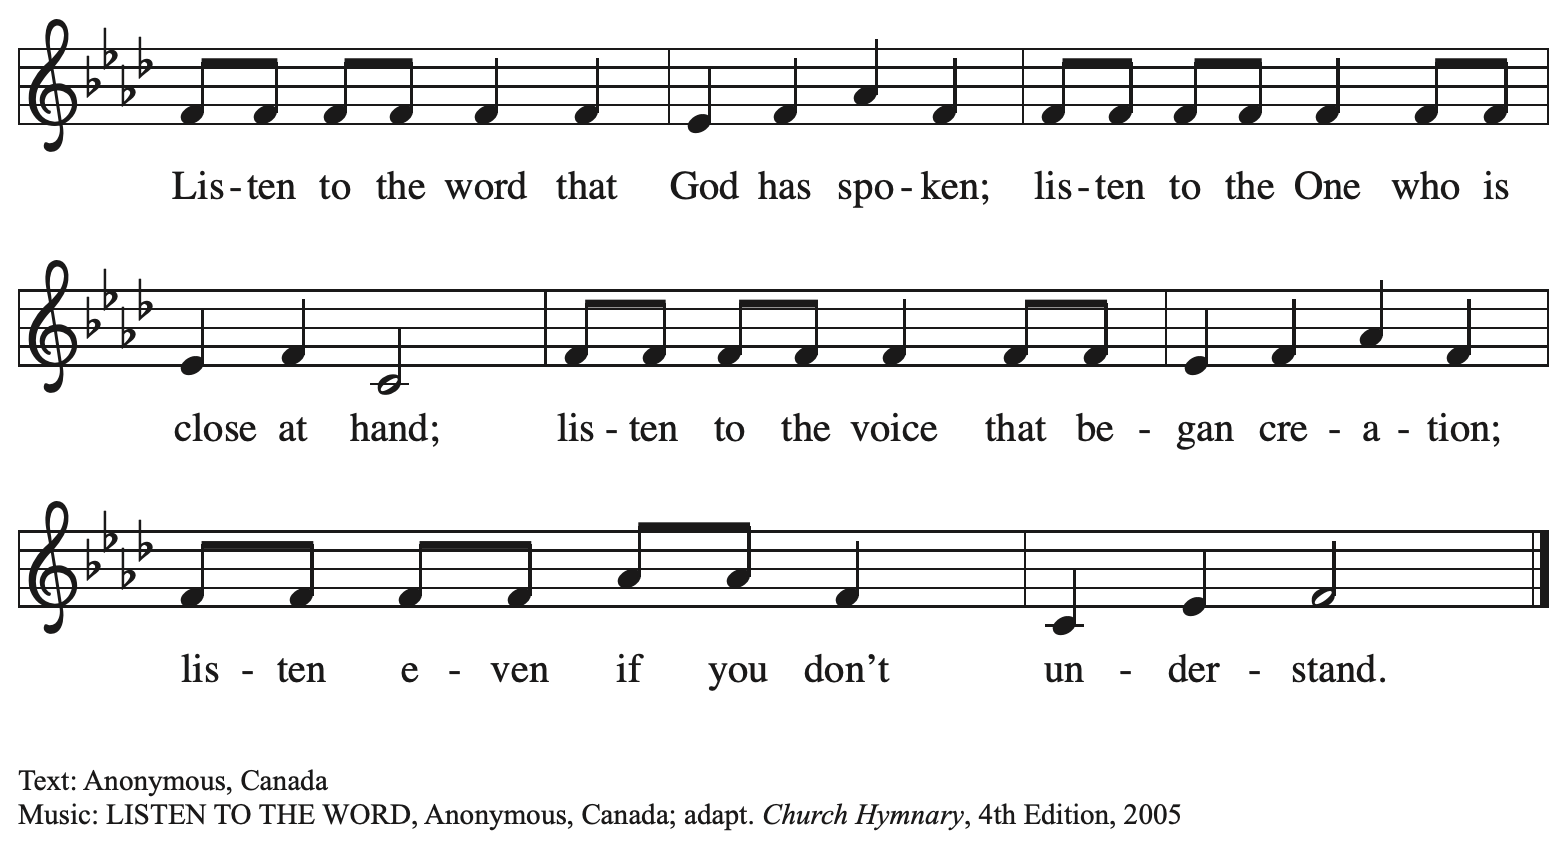 Lis - ten to the word that God has spo - ken; lis - ten to the One who is
close at hand; lis - ten to the voice that be - gan cre - a - tion;
lis - ten e - ven if you don’t un - der - stand.
Text: Anonymous, Canada
Music: LISTEN TO THE WORD, Anonymous, Canada; adapt. Church Hymnary, 4th Edition, 2005